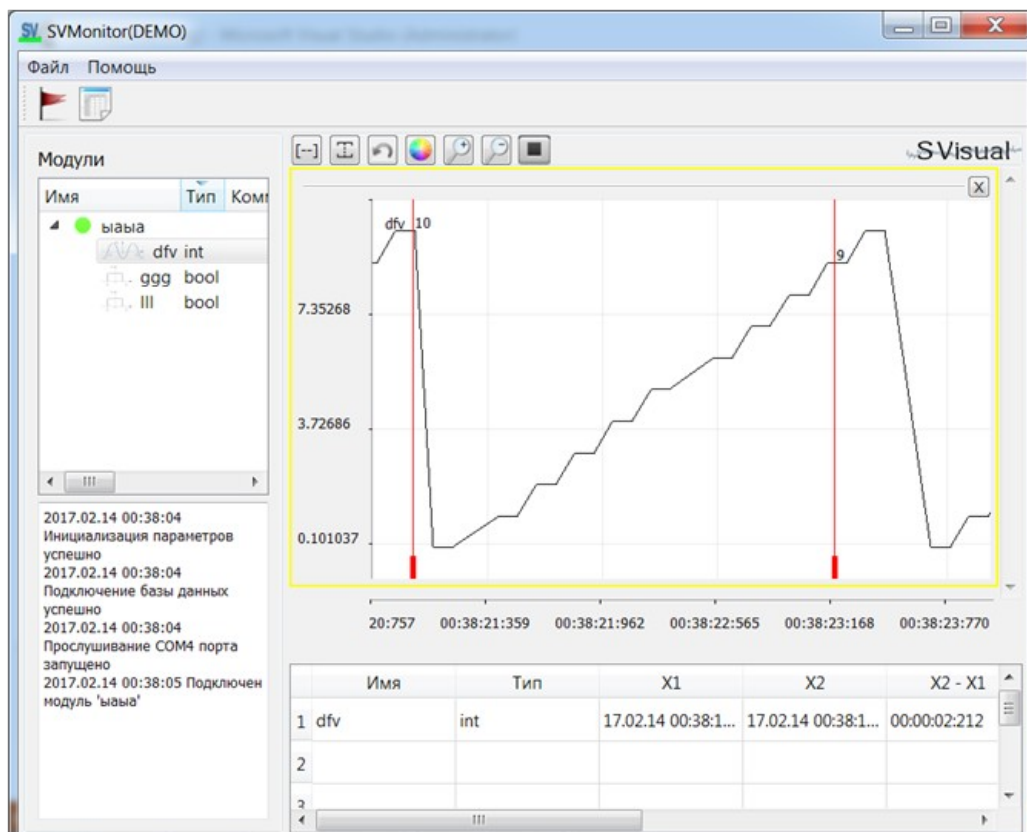 SV SVMonitor(DEMO)
Файл Помощь
Модули
Имя Тип Комм
ыаыа
dfv int
ggg bool
lll bool
2017.02.14 00:38:04
Инициализация параметров
успешно
2017.02.14 00:38:04
Подключение базы данных
успешно
2017.02.14 00:38:04
Прослушивание COM4 порта
запущено
2017.02.14 00:38:05 Подключен
модуль 'ыаыа'
SVisual
X
dfv 10
9
7.35268
3.72686
0.101037
20:757 00:38:21:359 00:38:21:962 00:38:22:565 00:38:23:168 00:38:23:770
Имя Тип X1 X2 X2 - X1
1 dfv int 17.02.14 00:38:1... 17.02.14 00:38:1... 00:00:02:212
2
3